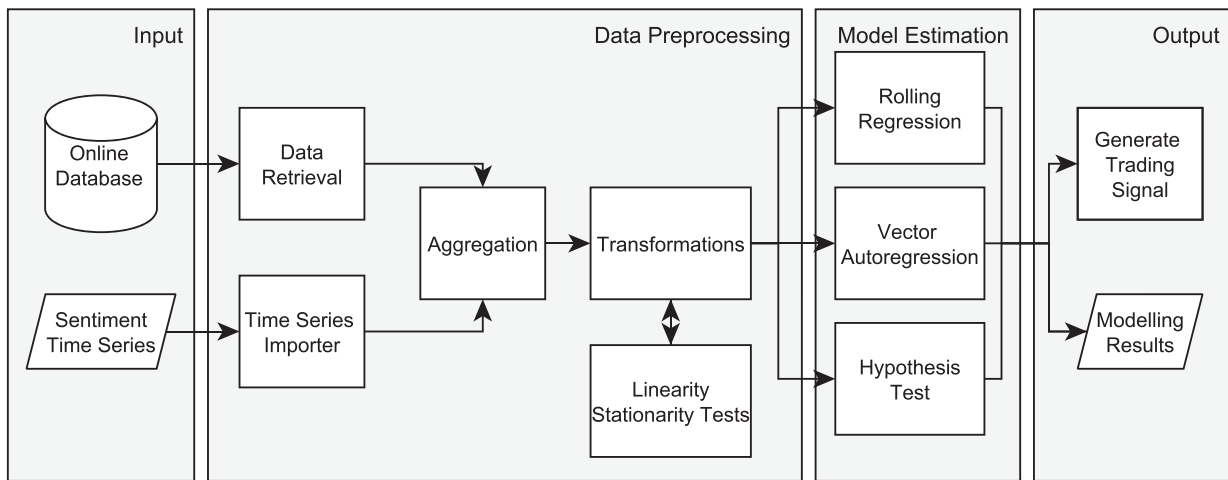 Input
Online
Database
Sentiment
Time Series
Data Preprocessing
Data
Retrieval
Time Series
Importer
Aggregation
Transformations
Linearity
Stationarity Tests
Model Estimation
Rolling
Regression
Vector
Autoregression
Hypothesis
Test
Output
Generate
Trading
Signal
Modelling
Results